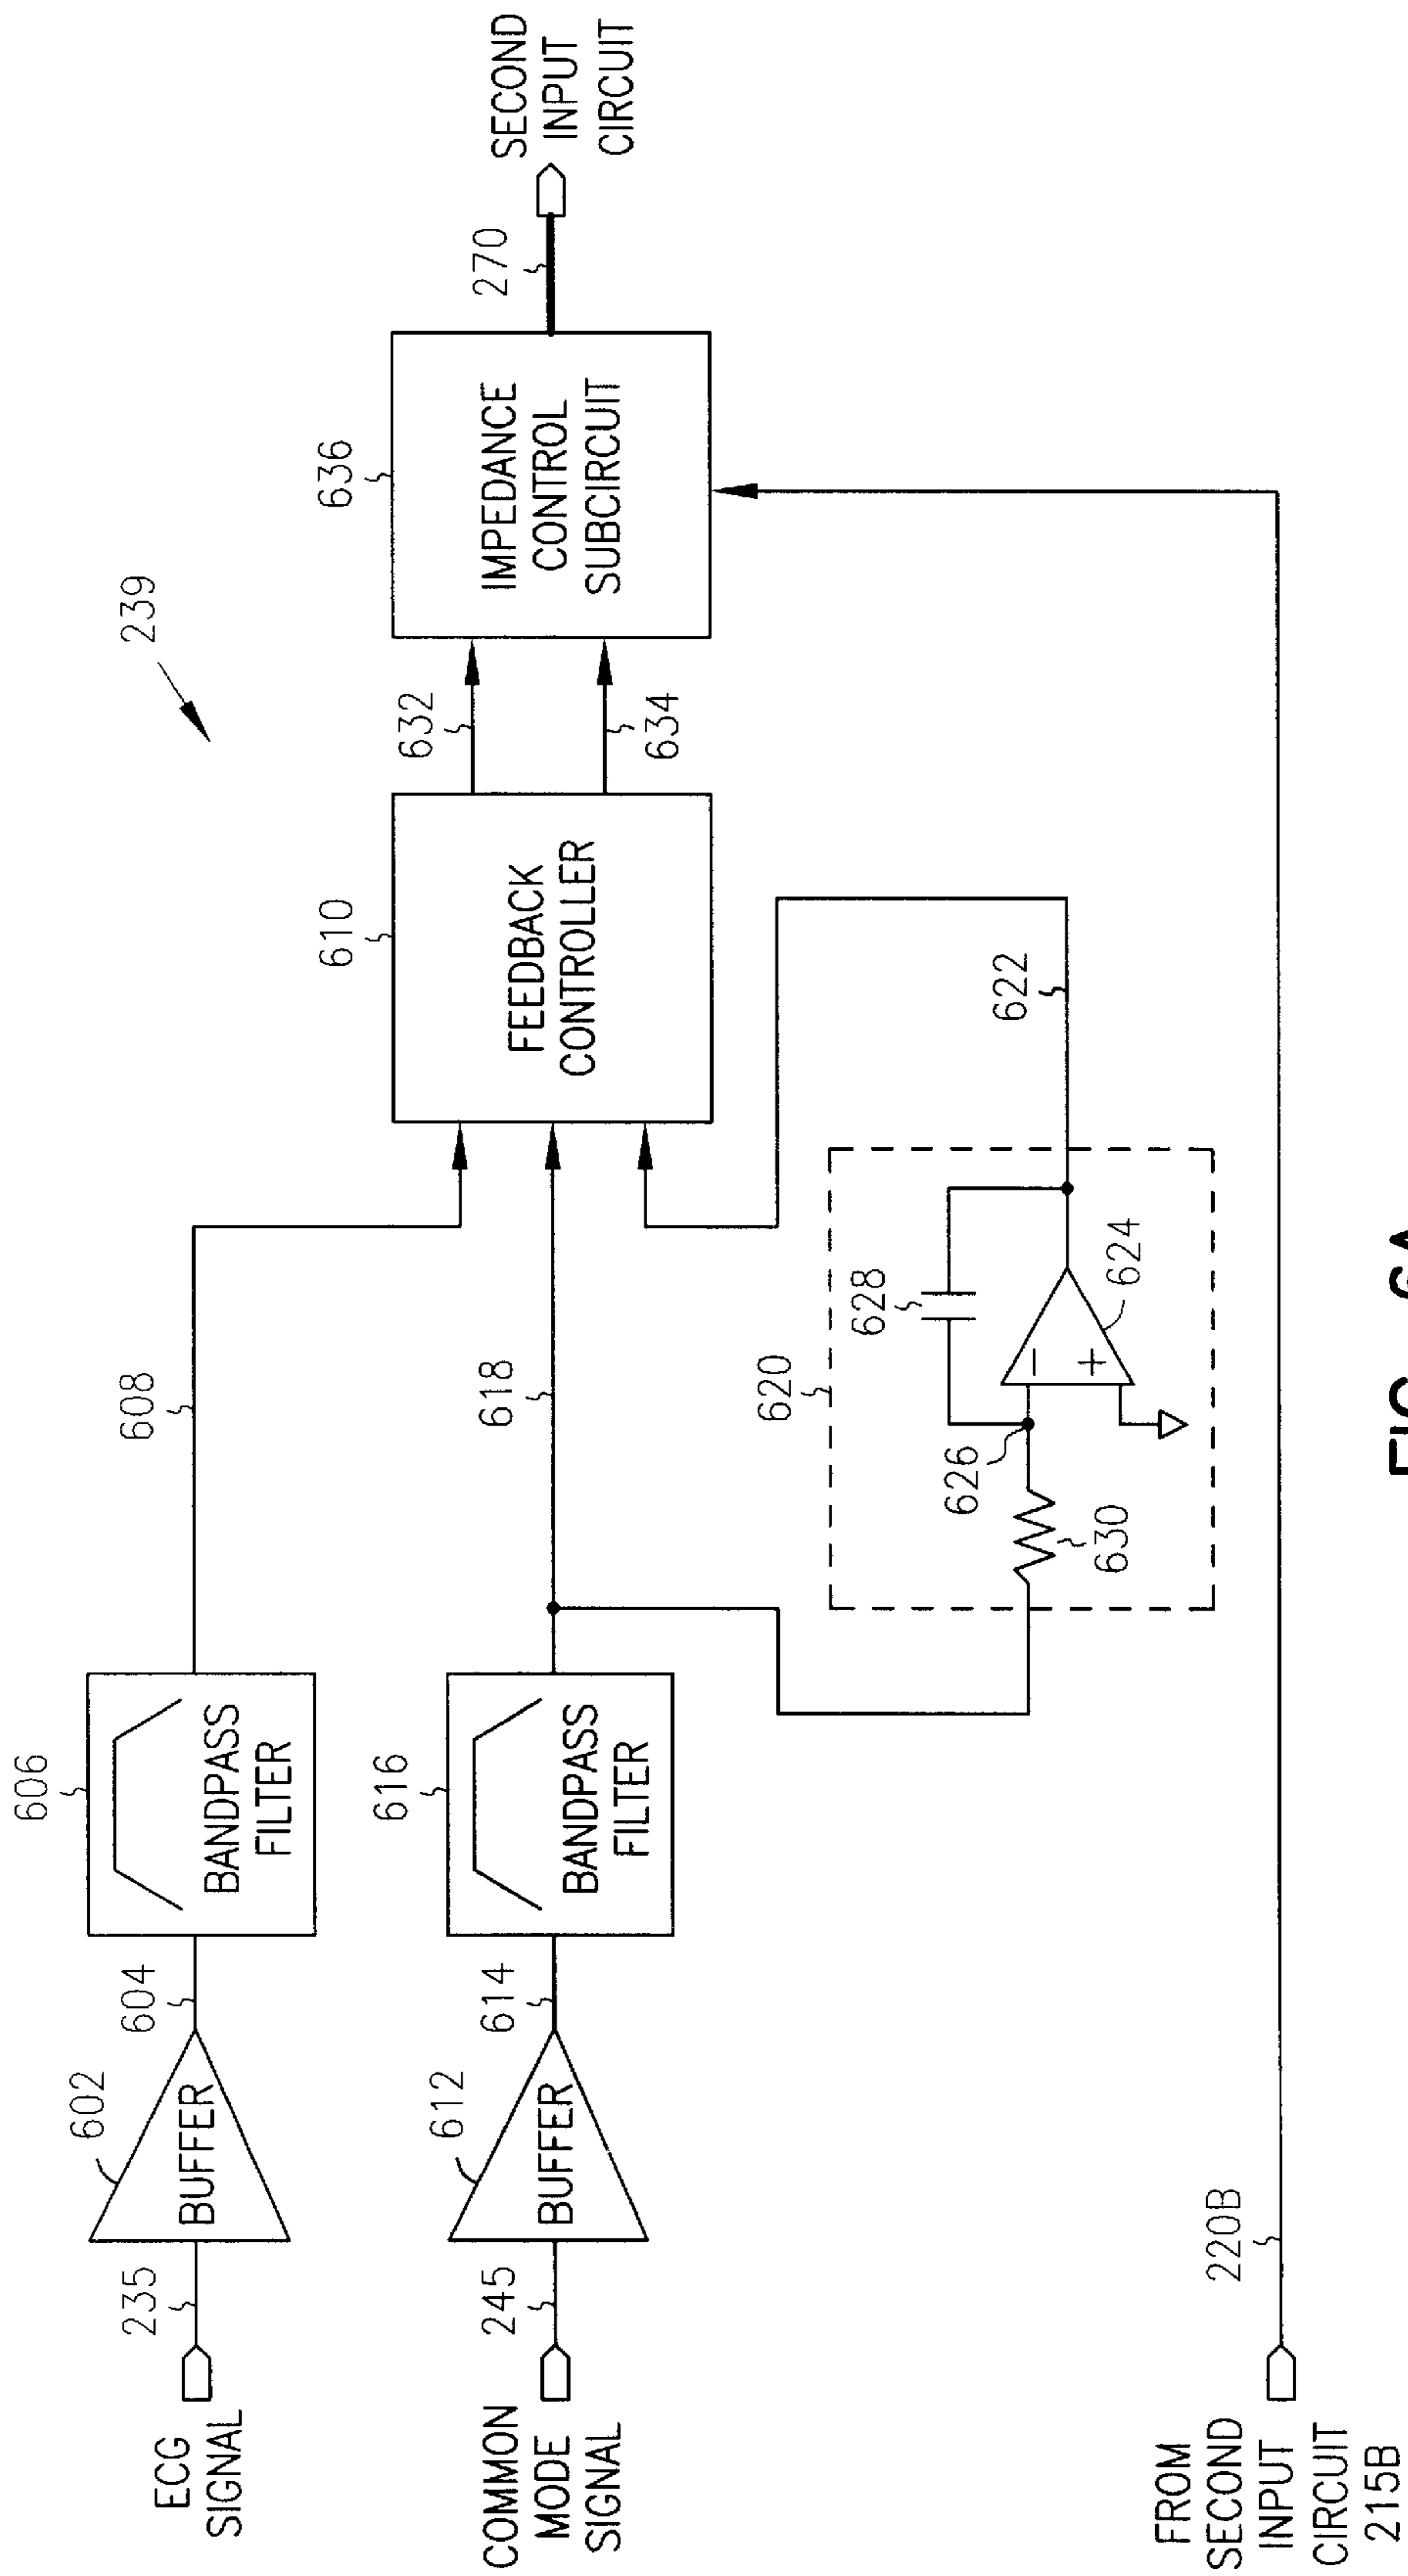 239
ECG
SIGNAL
235
602
BUFFER
604
606
BANDPASS
FILTER
608
COMMON
MODE
SIGNAL
245
612
BUFFER
614
616
BANDPASS
FILTER
618
610
FEEDBACK
CONTROLLER
632
634
636
IMPEDANCE
CONTROL
SUBCIRCUIT
270
SECOND
INPUT
CIRCUIT
620
628
626
630
−
+
624
622
FROM
SECOND
INPUT
CIRCUIT
215B
220B
FIG. 6A